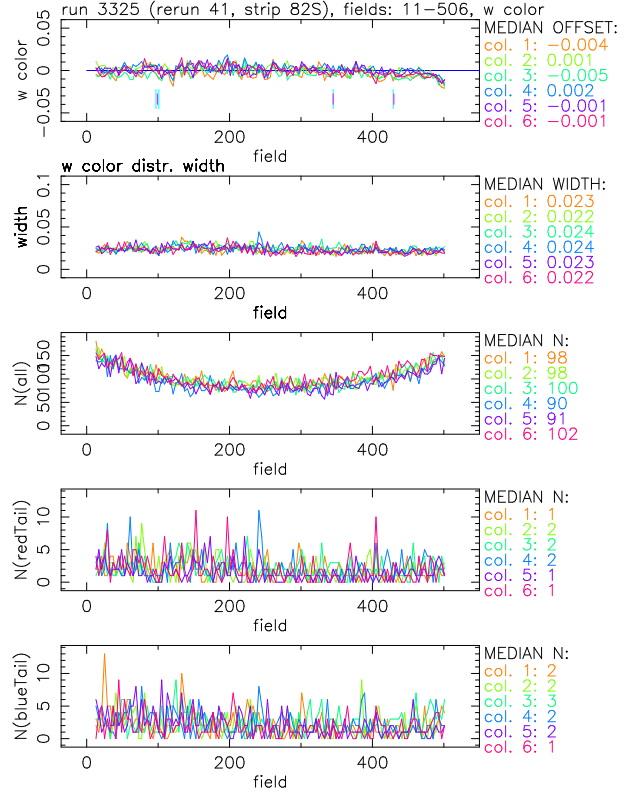 run 3325 (rerun 41, strip 82S), fields: 11−506, w color
0.05
0
−0.05
w color
0 200 400
field
MEDIAN OFFSET:
col. 1: −0.004
col. 2: 0.001
col. 3: −0.005
col. 4: 0.002
col. 5: −0.001
col. 6: −0.001
w color distr. width
0.1
0.05
0
width
0 200 400
field
MEDIAN WIDTH:
col. 1: 0.023
col. 2: 0.022
col. 3: 0.024
col. 4: 0.024
col. 5: 0.023
col. 6: 0.022
150
100
50
0
N(all)
0 200 400
field
MEDIAN N:
col. 1: 98
col. 2: 98
col. 3: 100
col. 4: 90
col. 5: 91
col. 6: 102
10
5
0
N(redTail)
0 200 400
field
MEDIAN N:
col. 1: 1
col. 2: 2
col. 3: 2
col. 4: 2
col. 5: 1
col. 6: 1
10
5
0
N(blueTail)
0 200 400
field
MEDIAN N:
col. 1: 2
col. 2: 2
col. 3: 3
col. 4: 2
col. 5: 2
col. 6: 1